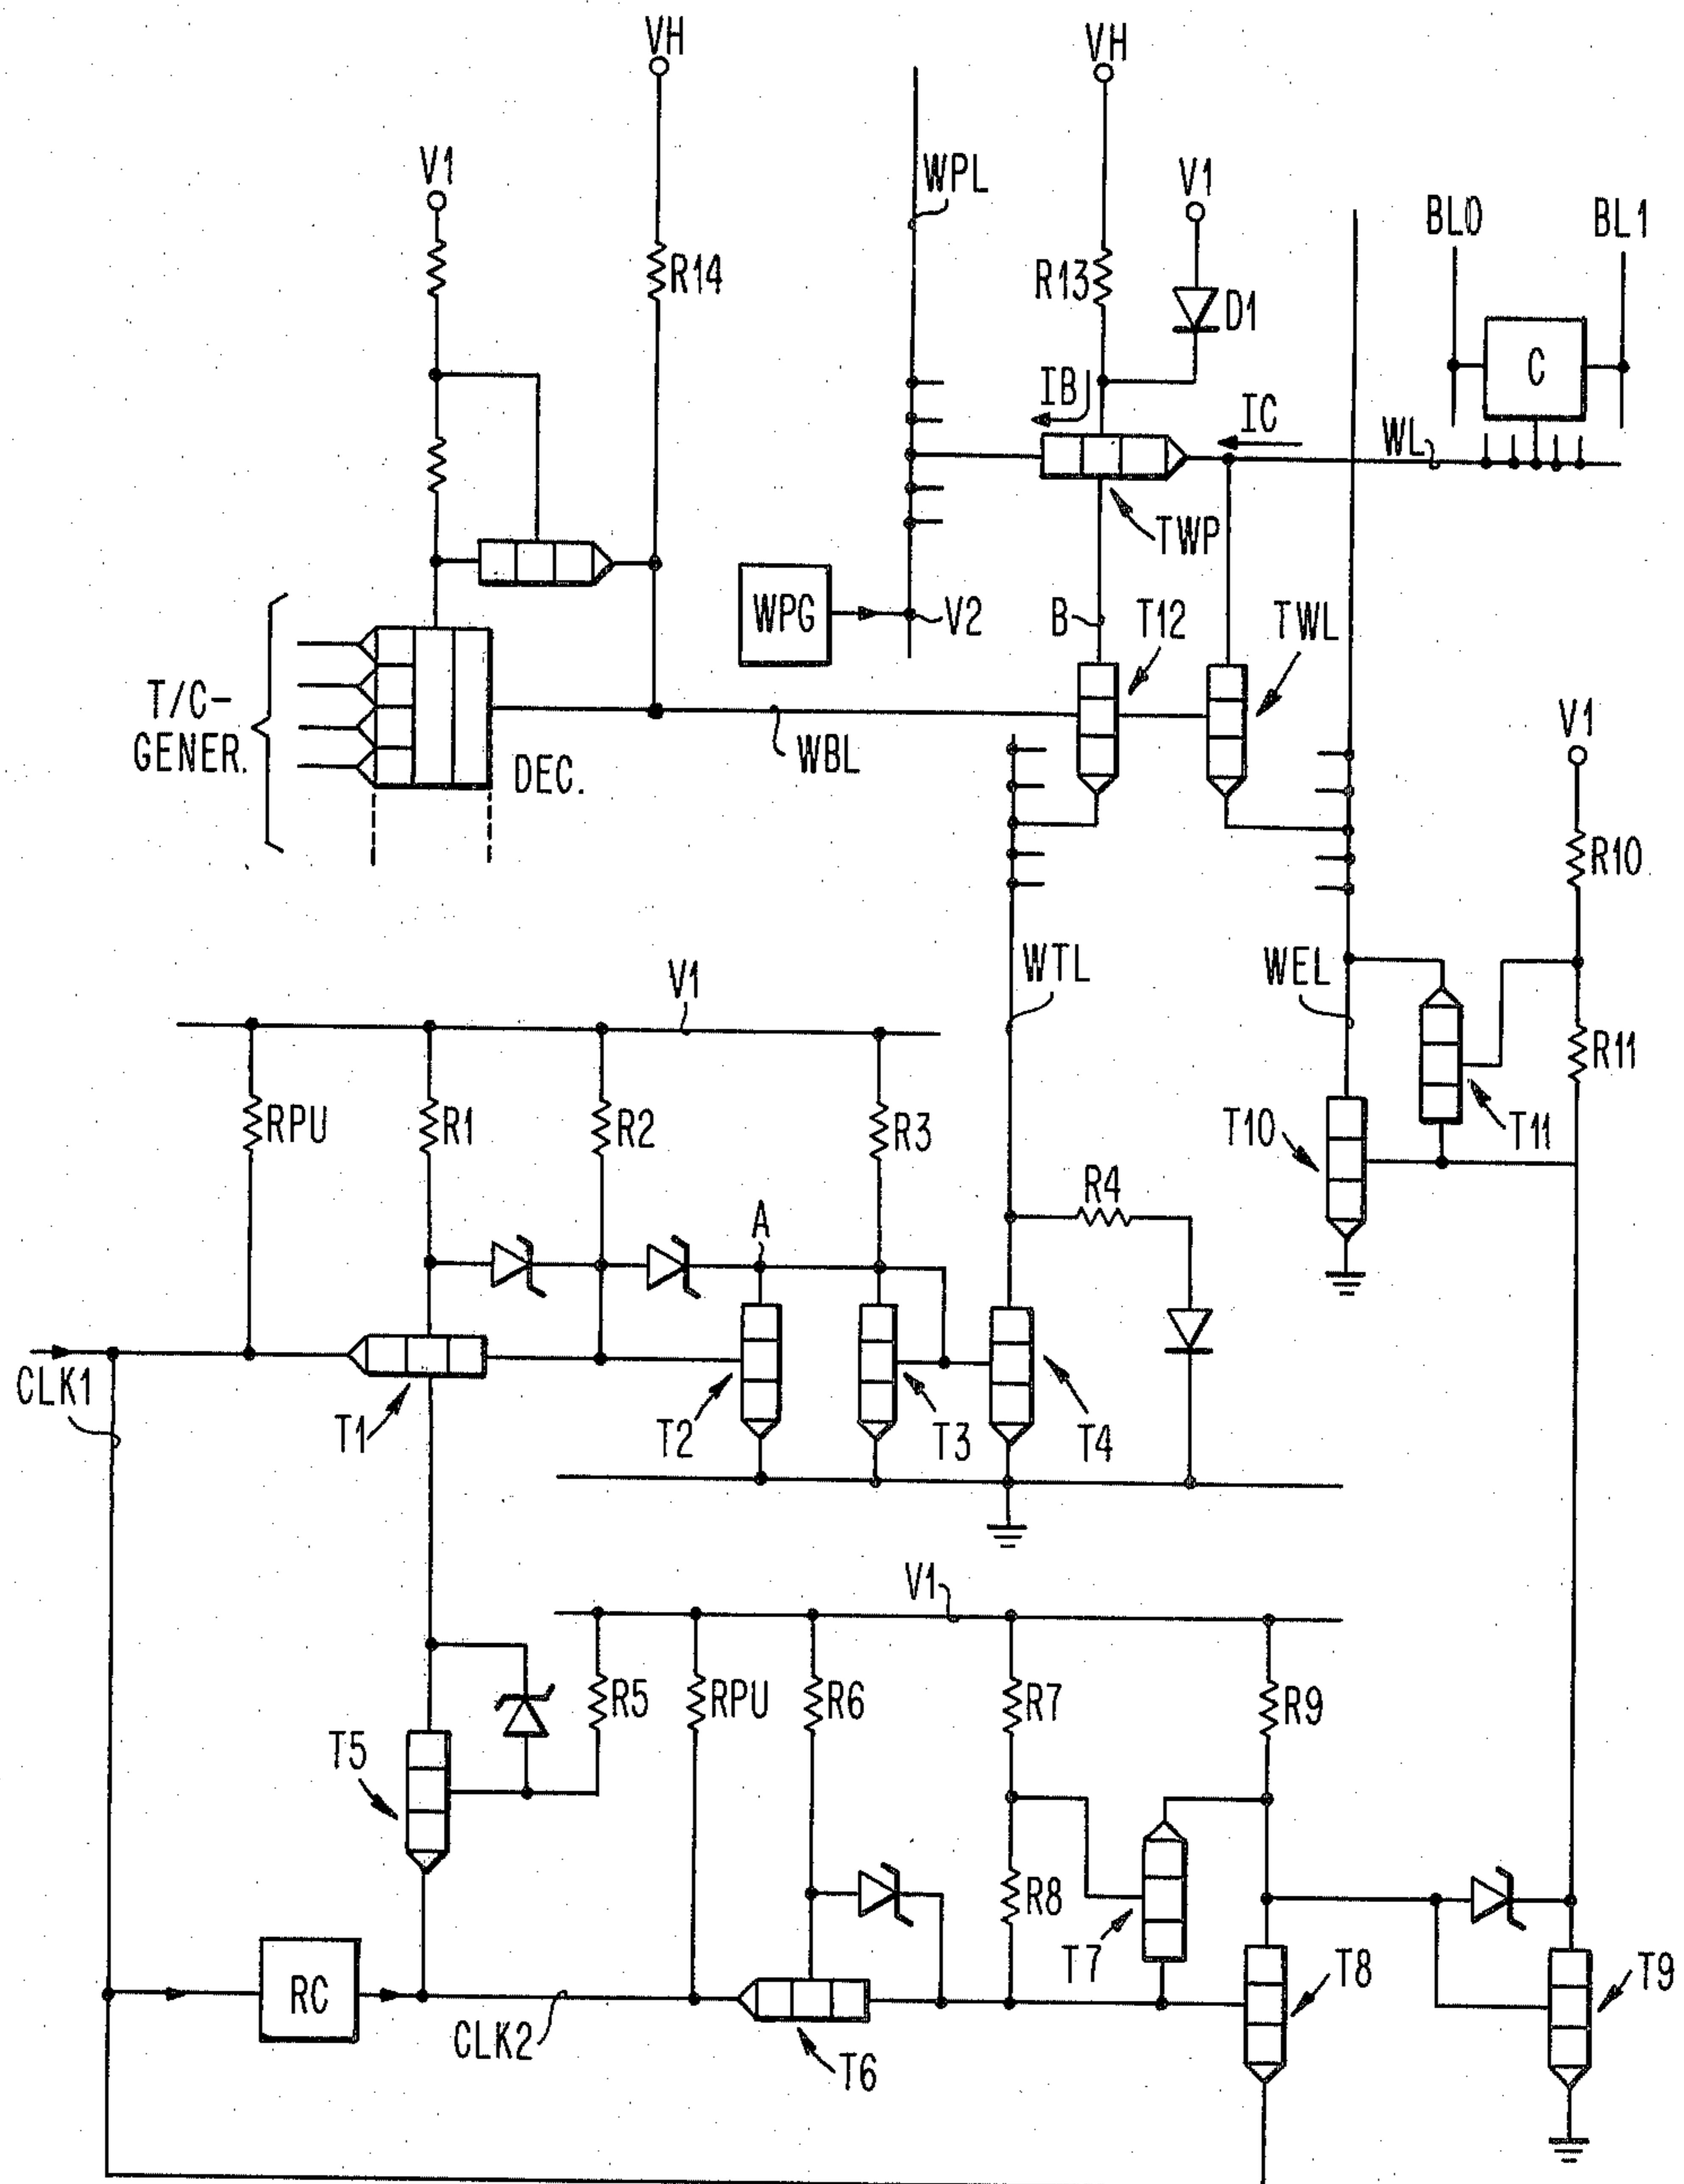 VH
VH
V1
WPL
V1
BL0
BL1
R14
R13
D1
C
IB
IC
WL
TWP
WPG
V2
B
T12
TWL
T/C-
GENER.
DEC.
WBL
V1
R10
V1
WTL
WEL
R11
RPU
R1
R2
R3
T10
T11
R4
A
CLK1
T1
T2
T3
T4
V1
R5
RPU
R6
R7
R9
T5
R8
T7
T8
T9
RC
CLK2
T6